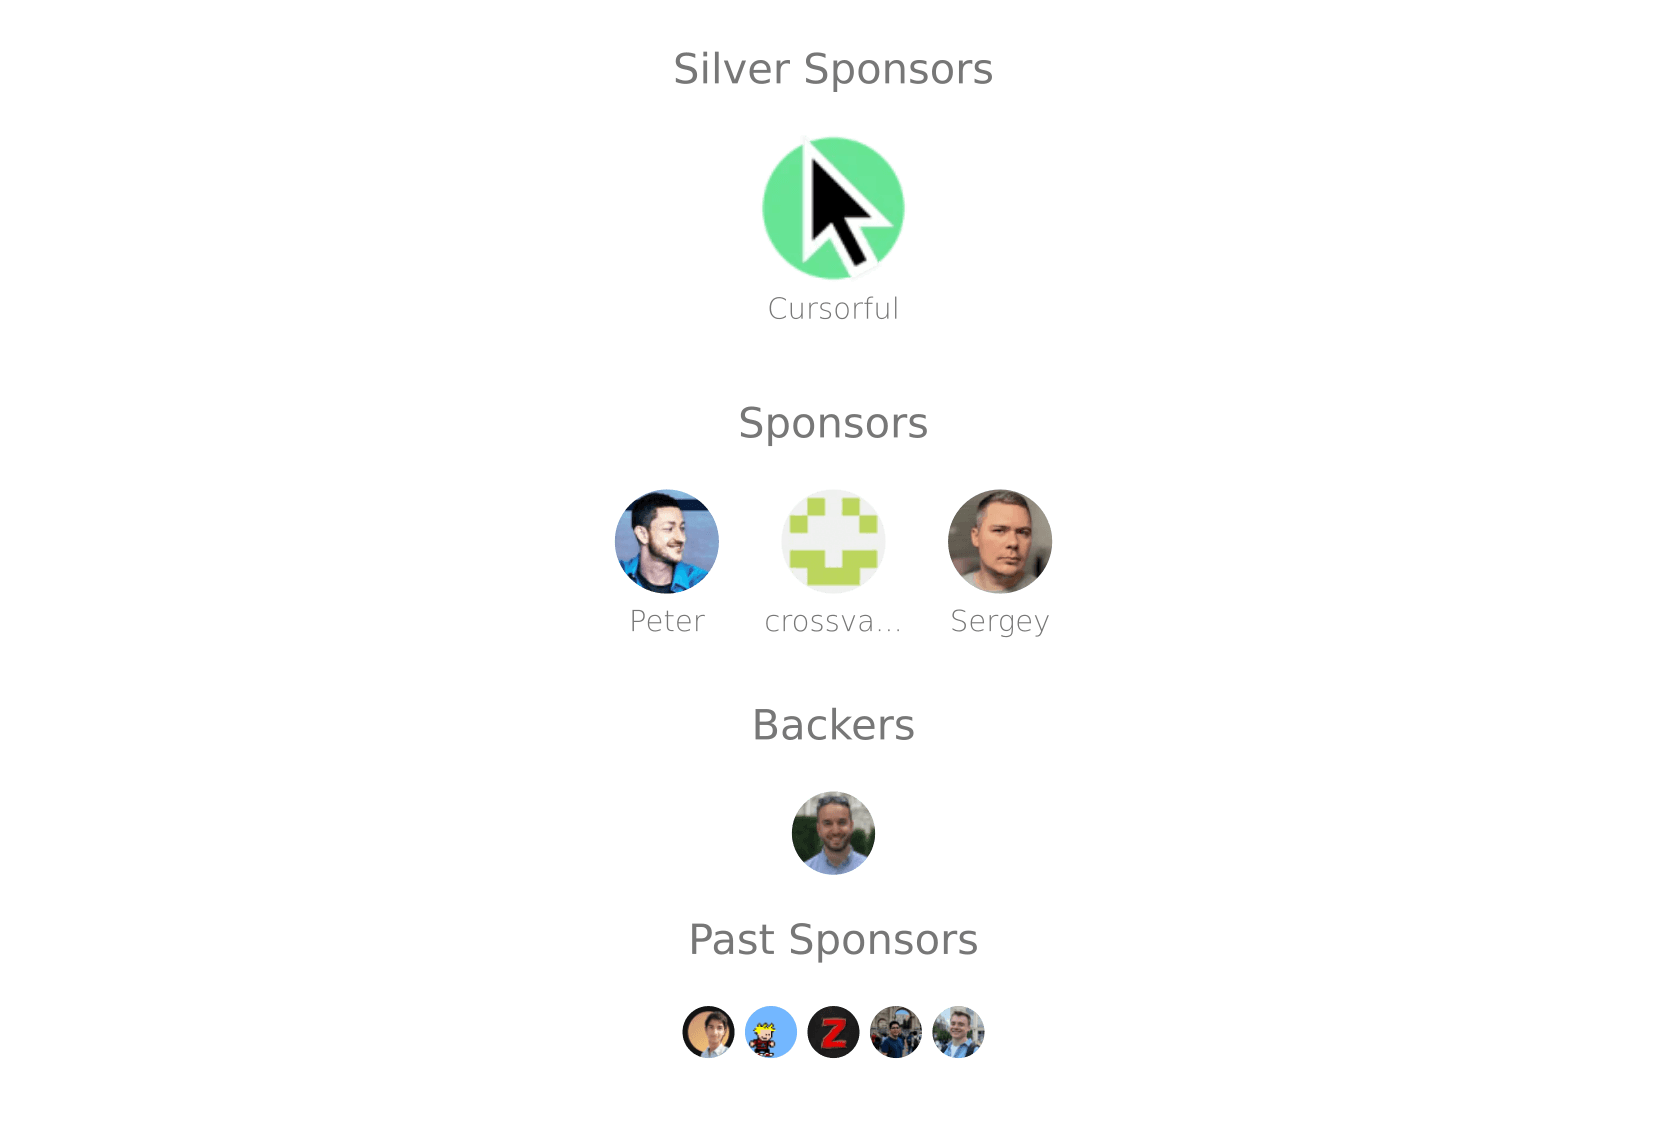 Silver Sponsors
Cursorful
Sponsors
Peter crossva... Sergey
Backers
Past Sponsors
Z